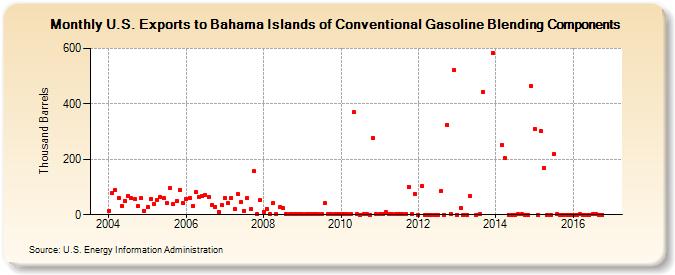 Monthly U.S. Exports to Bahama Islands of Conventional Gasoline Blending Components
Thousand Barrels
600
400
200
0
2004 2006 2008 2010 2012 2014 2016
Source: U.S. Energy Information Administration